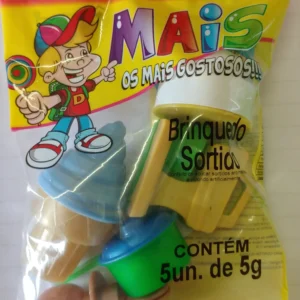 MAIS
OS MAIS GOSTOSOS!!!
D
Brinquedo
Sortido
CONTÉM
5un. de 5g